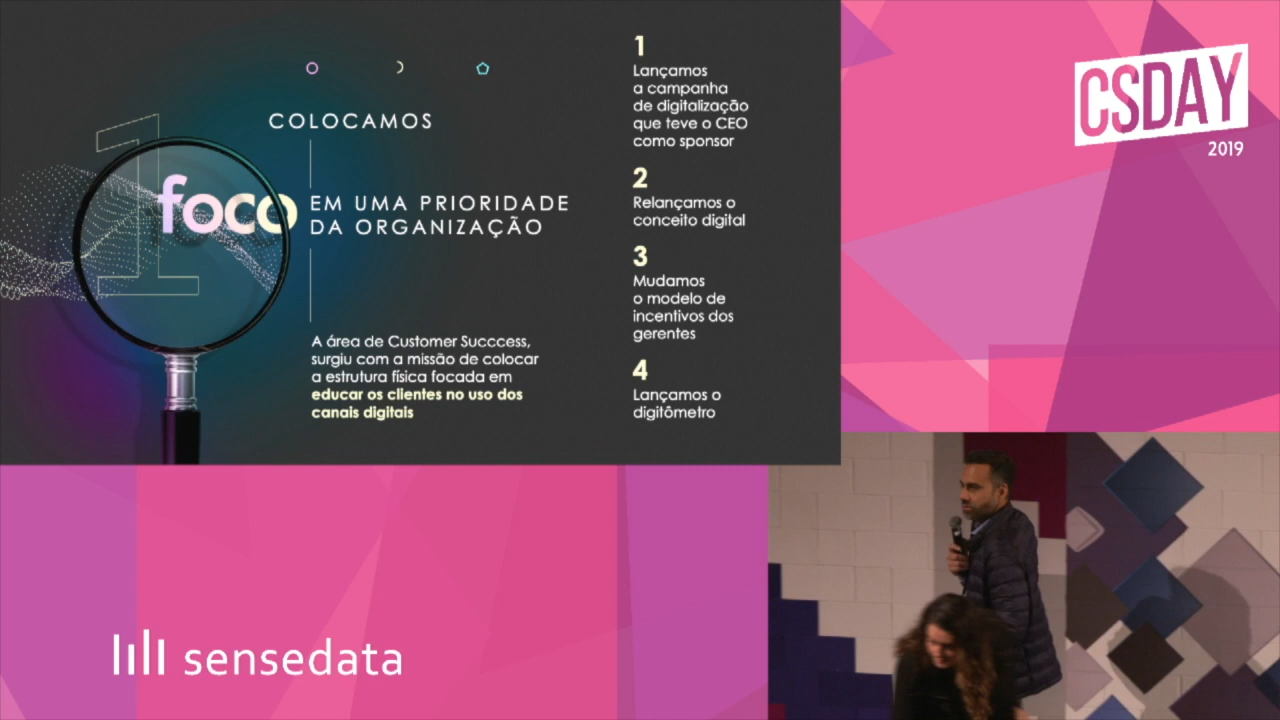 COLOCAMOS
1
foco
EM UMA PRIORIDADE
DA ORGANIZAÇÃO
A área de Customer Succcess,
surgiu com a missão de colocar
a estrutura física focada em
educar os clientes no uso dos
canais digitais
1
Lançamos
a campanha
de digitalização
que teve o CEO
como sponsor
2
Relançamos o
conceito digital
3
Mudamos
o modelo de
incentivos dos
gerentes
4
Lançamos o
digitômetro
CSDAY
2019
sensedata